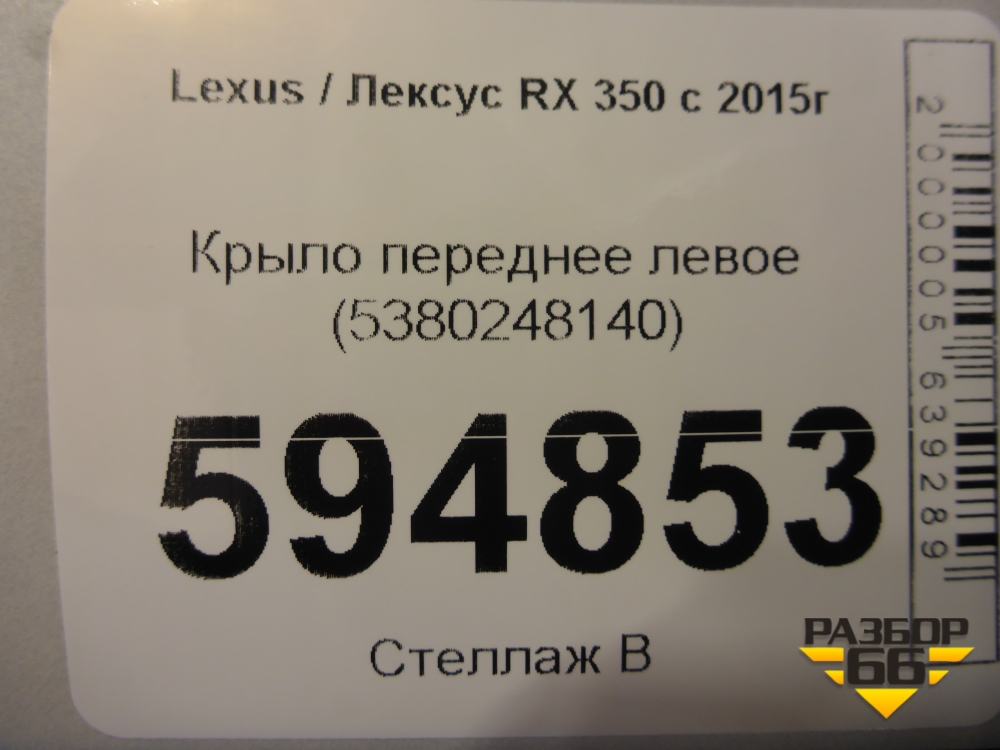 Lexus / Лексус RX 350 с 2015г
Крыло переднее левое
(5380248140)
594853
Стеллаж В
2000005639289
РАЗБОР
66